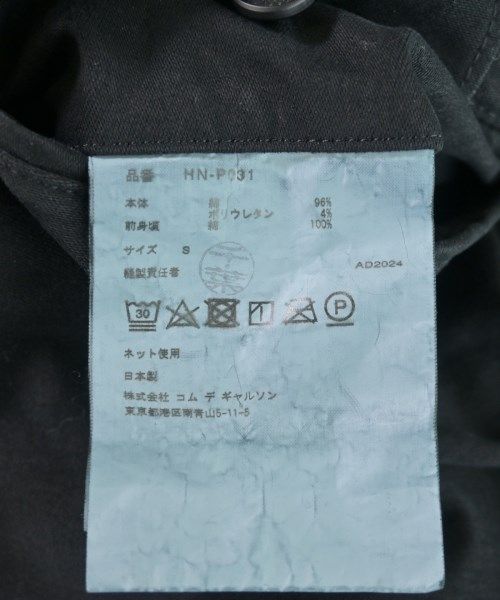 品番 HN-P031
本体 綿 96%
ポリウレタン 4%
前身頃 綿 100%
サイズ S
縫製責任者
AD2024
30 P
ネット使用
日本製
株式会社 コム デ ギャルソン
東京都港区南青山5-11-5